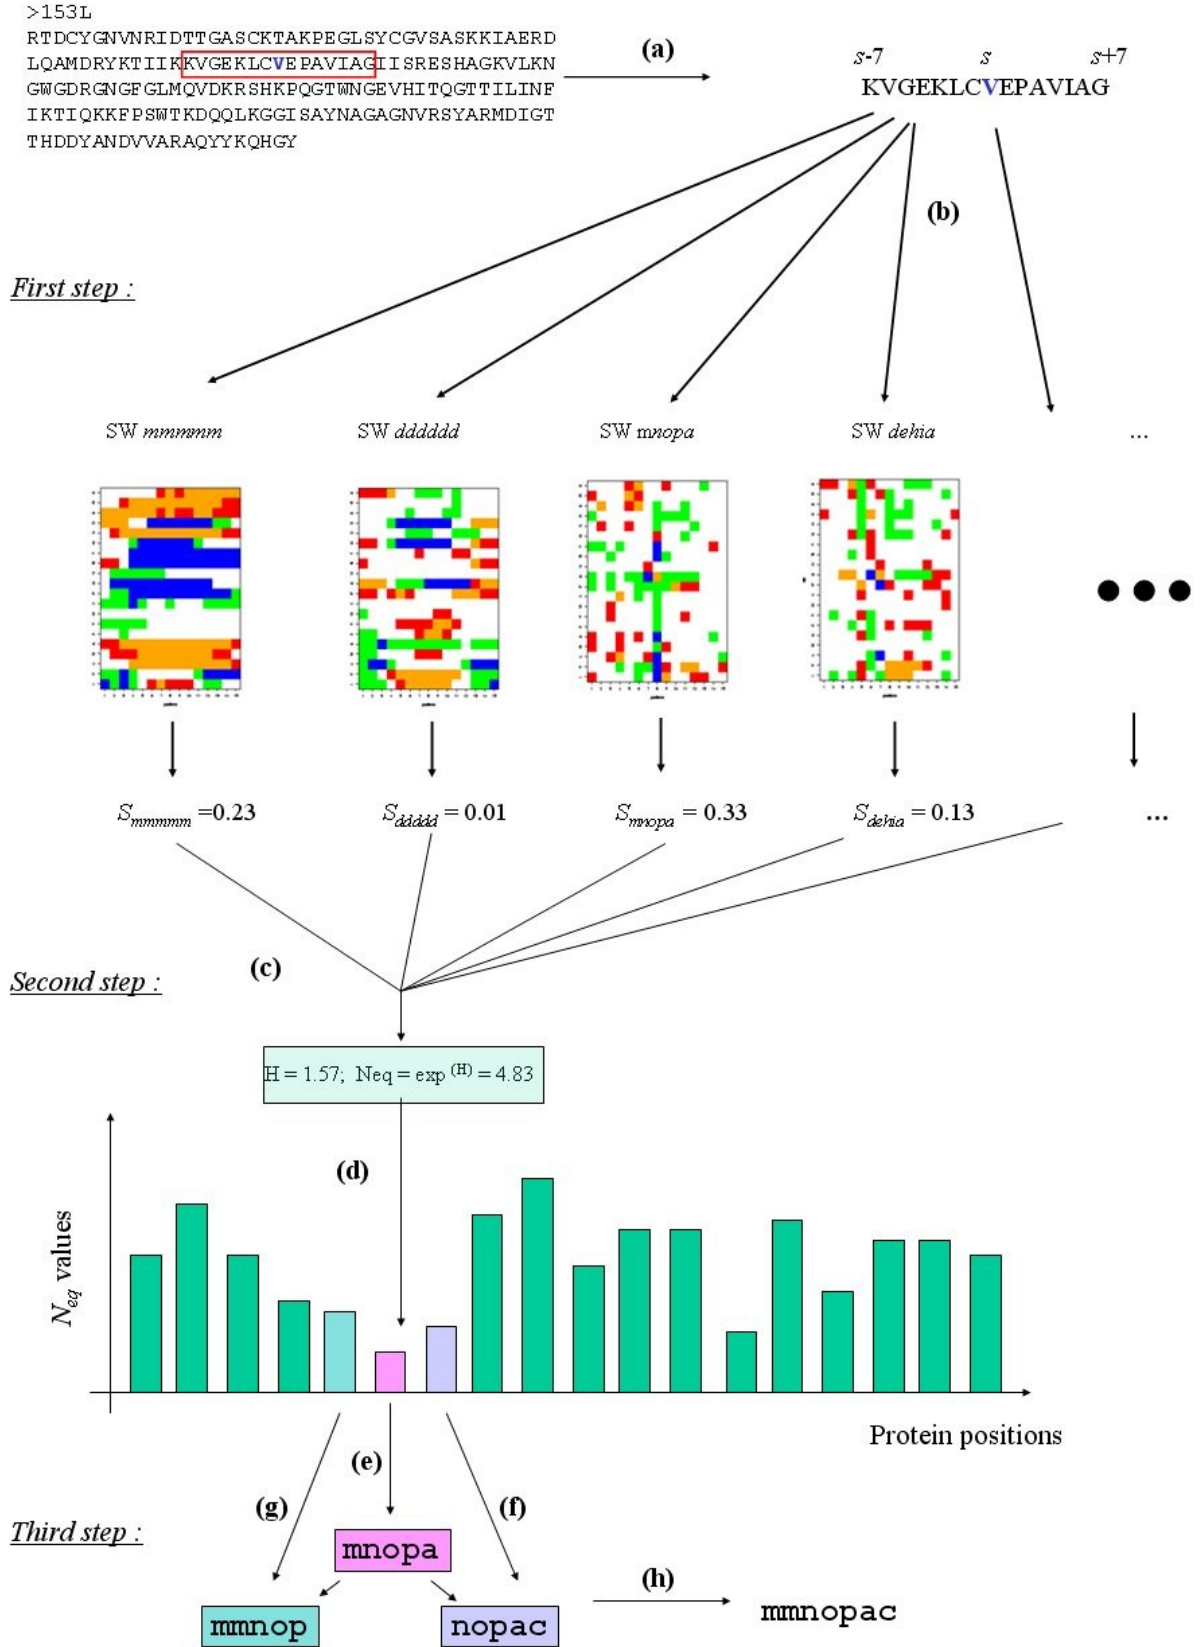 >153L
RTDCYGNVNRIDTTGASCKTAKPEGLSYCGVSASKKIAERD
LQAMDRYKTIIKKVGEKLCVEPAVIAGIISRESHAGKVLKN
GWGDRGNGFGLMQVDKRSHKPQGTWNGEVHITQGTTILINF
IKTIQKKFPSWTKDQQLKGGISAYNAGAGNVRSYARMDIGT
THDDYANDVVARAQYYKQHGY
(a)
s-7 s s+7
KVGEKLCVEPAVIAG
(b)
First step :
SW mmmmm SW dddddd SW mnopa SW dehia ...
S_mmmmm =0.23 S_ddddd = 0.01 S_mnopa = 0.33 S_dehia = 0.13 ...
(c)
Second step :
H = 1.57; Neq = exp (H) = 4.83
(d)
Neq values
Protein positions
(e)
(g) (f)
Third step :
mnopa
(h)
mmnop nopac mmnopac